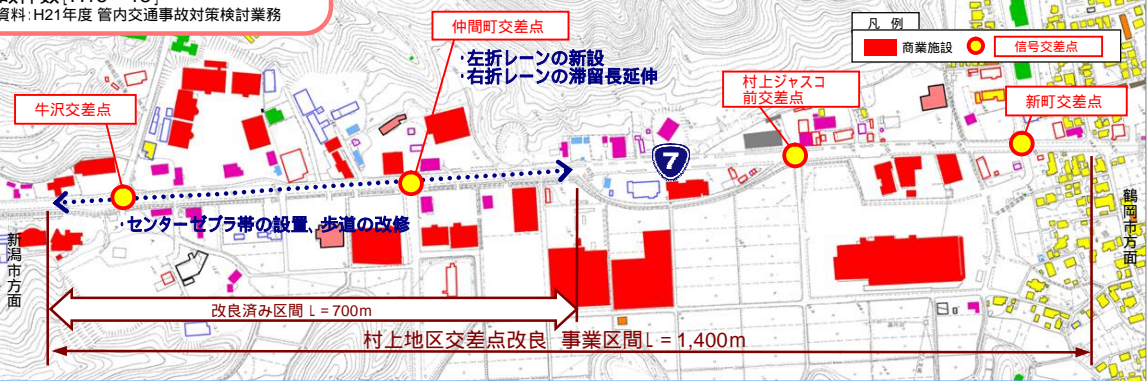 資料:H21年度 管内交通事故対策検討業務
凡 例
商業施設
信号交差点
仲間町交差点
・左折レーンの新設
・右折レーンの滞留長延伸
牛沢交差点
村上ジャスコ
前交差点
新町交差点
7
・センターゼブラ帯の設置、歩道の改修
新潟市方面
鶴岡市方面
改良済み区間 L = 700m
村上地区交差点改良 事業区間L = 1,400m